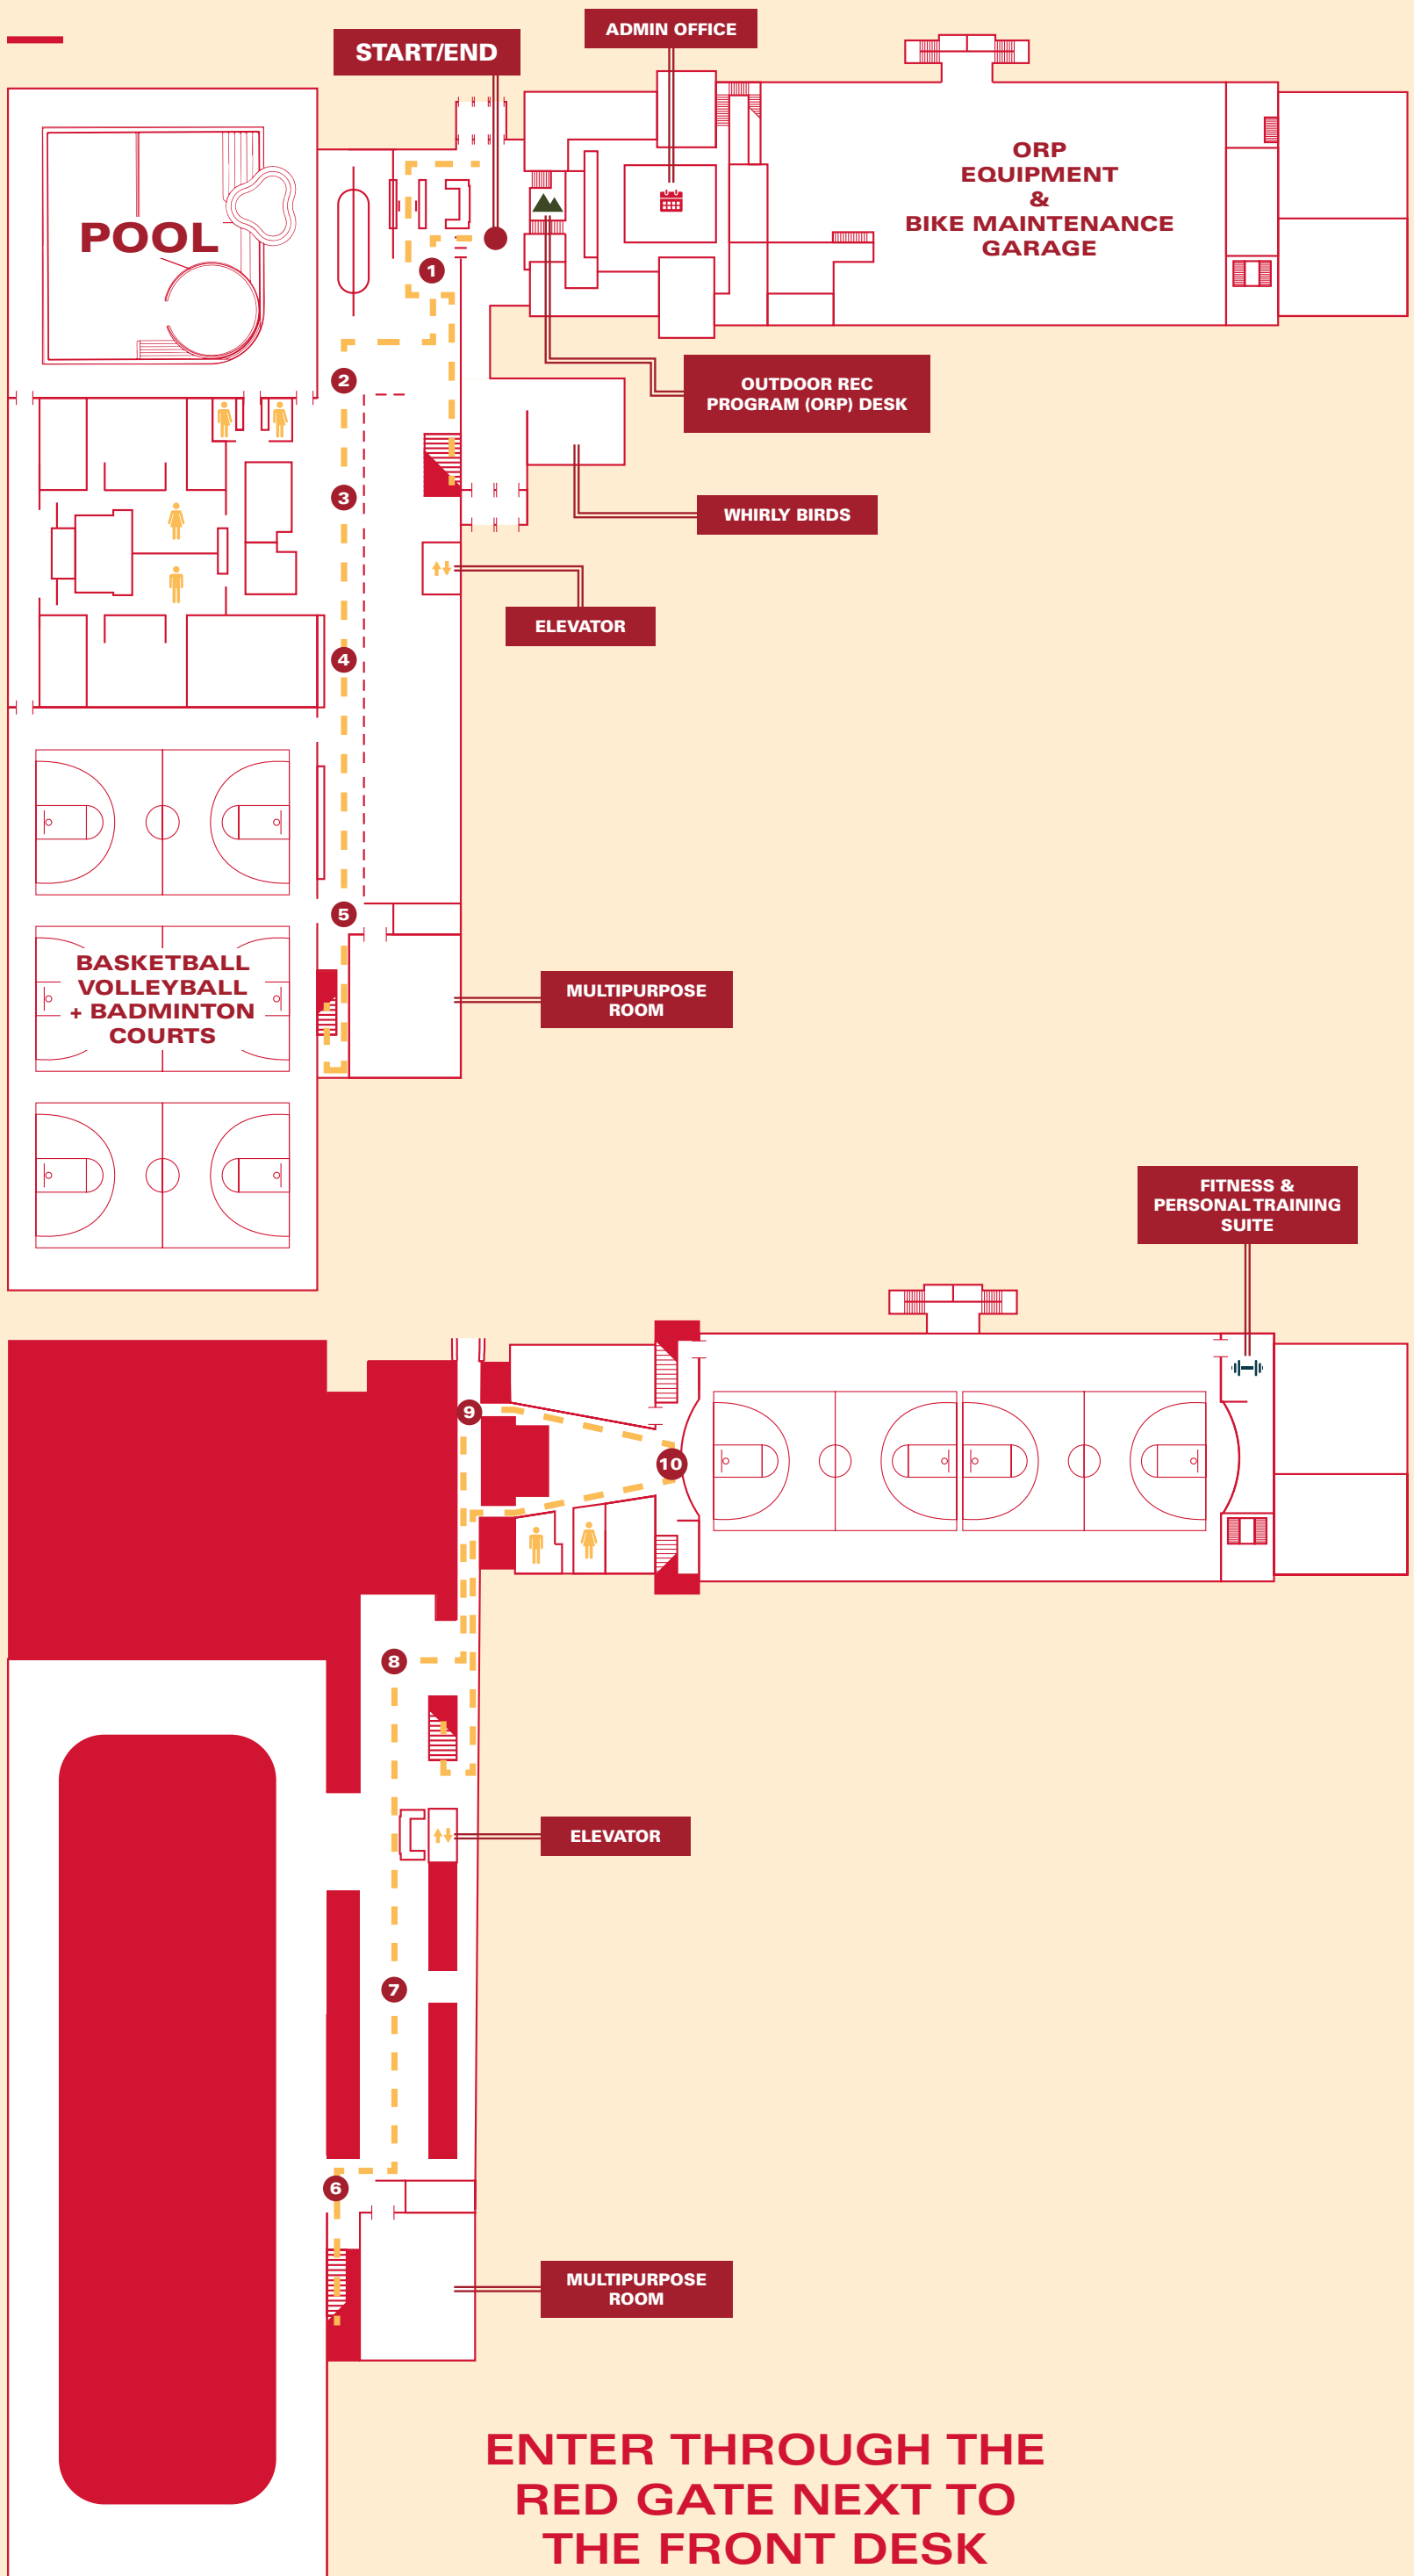 ADMIN OFFICE
START/END
ORP
EQUIPMENT
&
BIKE MAINTENANCE
GARAGE
POOL
1
2
OUTDOOR REC
PROGRAM (ORP) DESK
3
WHIRLY BIRDS
ELEVATOR
4
5
BASKETBALL
VOLLEYBALL
+ BADMINTON
COURTS
MULTIPURPOSE
ROOM
FITNESS &
PERSONAL TRAINING
SUITE
9
10
8
ELEVATOR
7
6
MULTIPURPOSE
ROOM
ENTER THROUGH THE
RED GATE NEXT TO
THE FRONT DESK